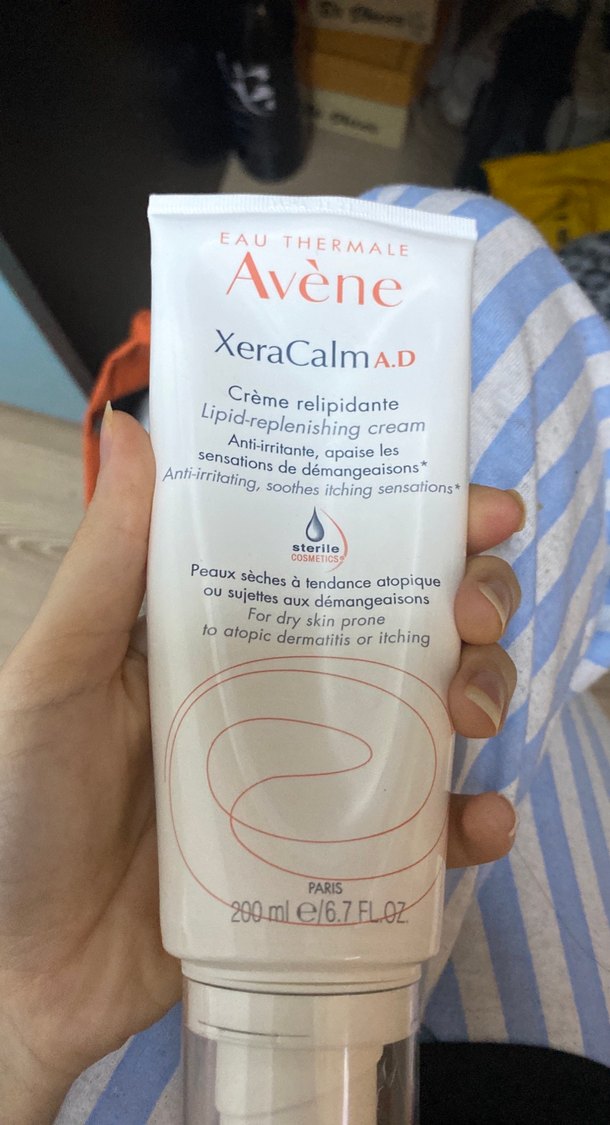 EAU THERMALE
Avène
XeraCalm A.D
Crème relipidante
Lipid-replenishing cream
Anti-irritante, apaise les
sensations de démangeaisons*
Anti-irritating, soothes itching sensations*
sterile
COSMETICS®
Peaux sèches à tendance atopique
ou sujettes aux démangeaisons
For dry skin prone
to atopic dermatitis or itching
PARIS
200 ml ℮/6.7 FL.OZ.